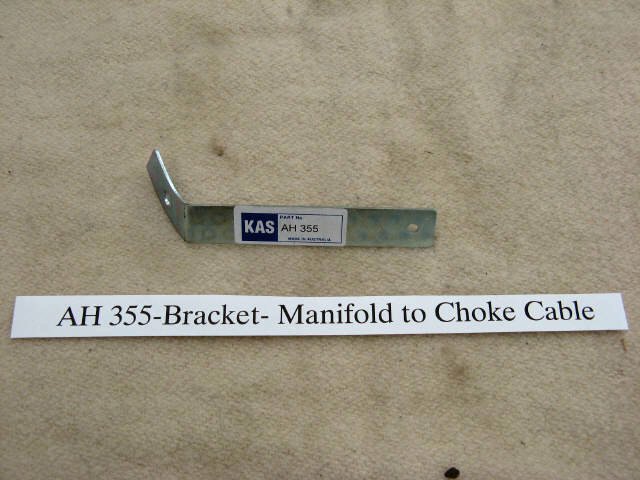 KAS
PART No
AH 355
MADE IN AUSTRALIA
AH 355-Bracket- Manifold to Choke Cable